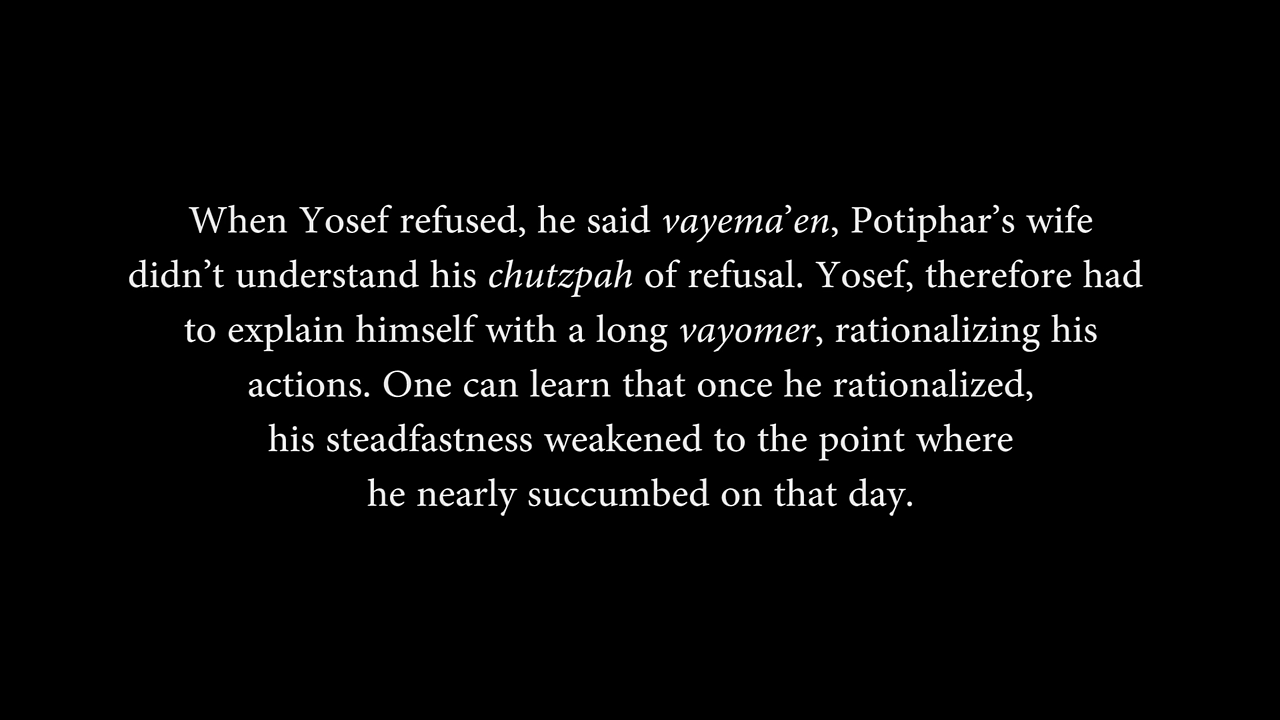 When Yosef refused, he said vayema’en, Potiphar’s wife
didn’t understand his chutzpah of refusal. Yosef, therefore had
to explain himself with a long vayomer, rationalizing his
actions. One can learn that once he rationalized,
his steadfastness weakened to the point where
he nearly succumbed on that day.